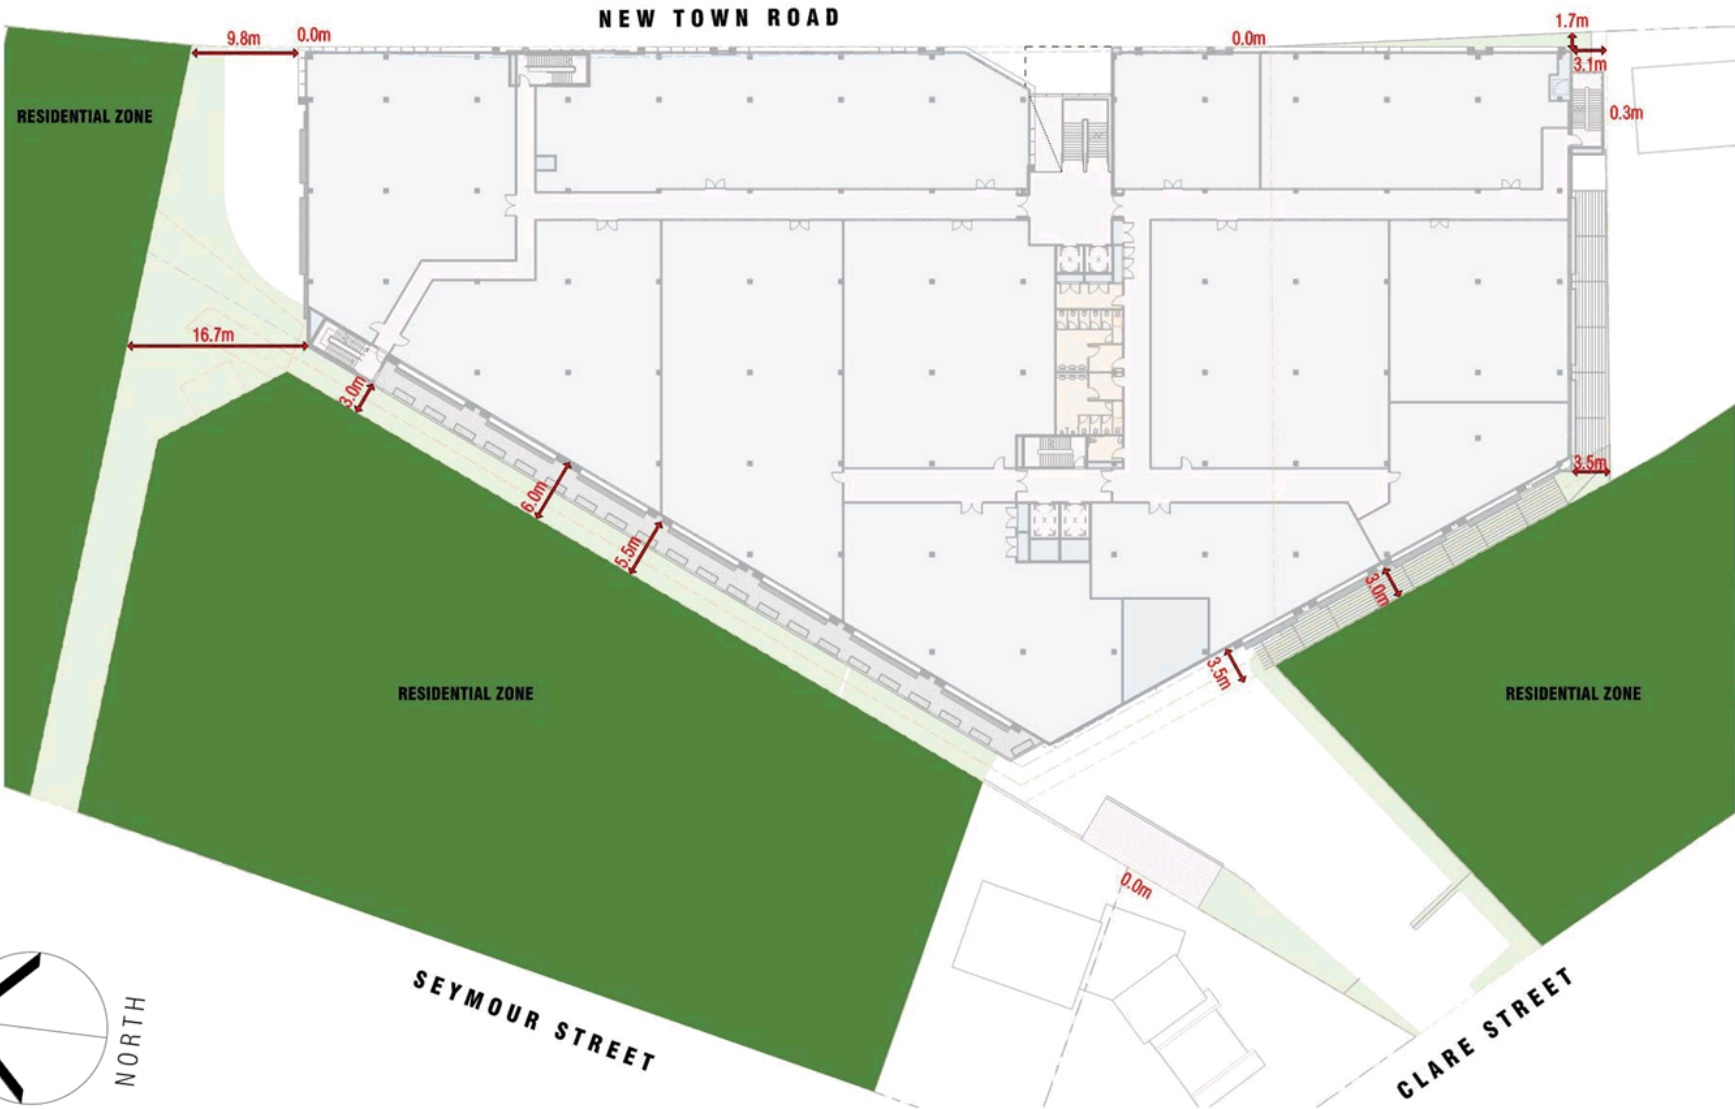 NEW TOWN ROAD
9.8m
0.0m
0.0m
1.7m
3.1m
0.3m
RESIDENTIAL ZONE
16.7m
3.0m
6.0m
5.5m
3.5m
3.0m
3.5m
RESIDENTIAL ZONE
RESIDENTIAL ZONE
0.0m
SEYMOUR STREET
CLARE STREET
NORTH